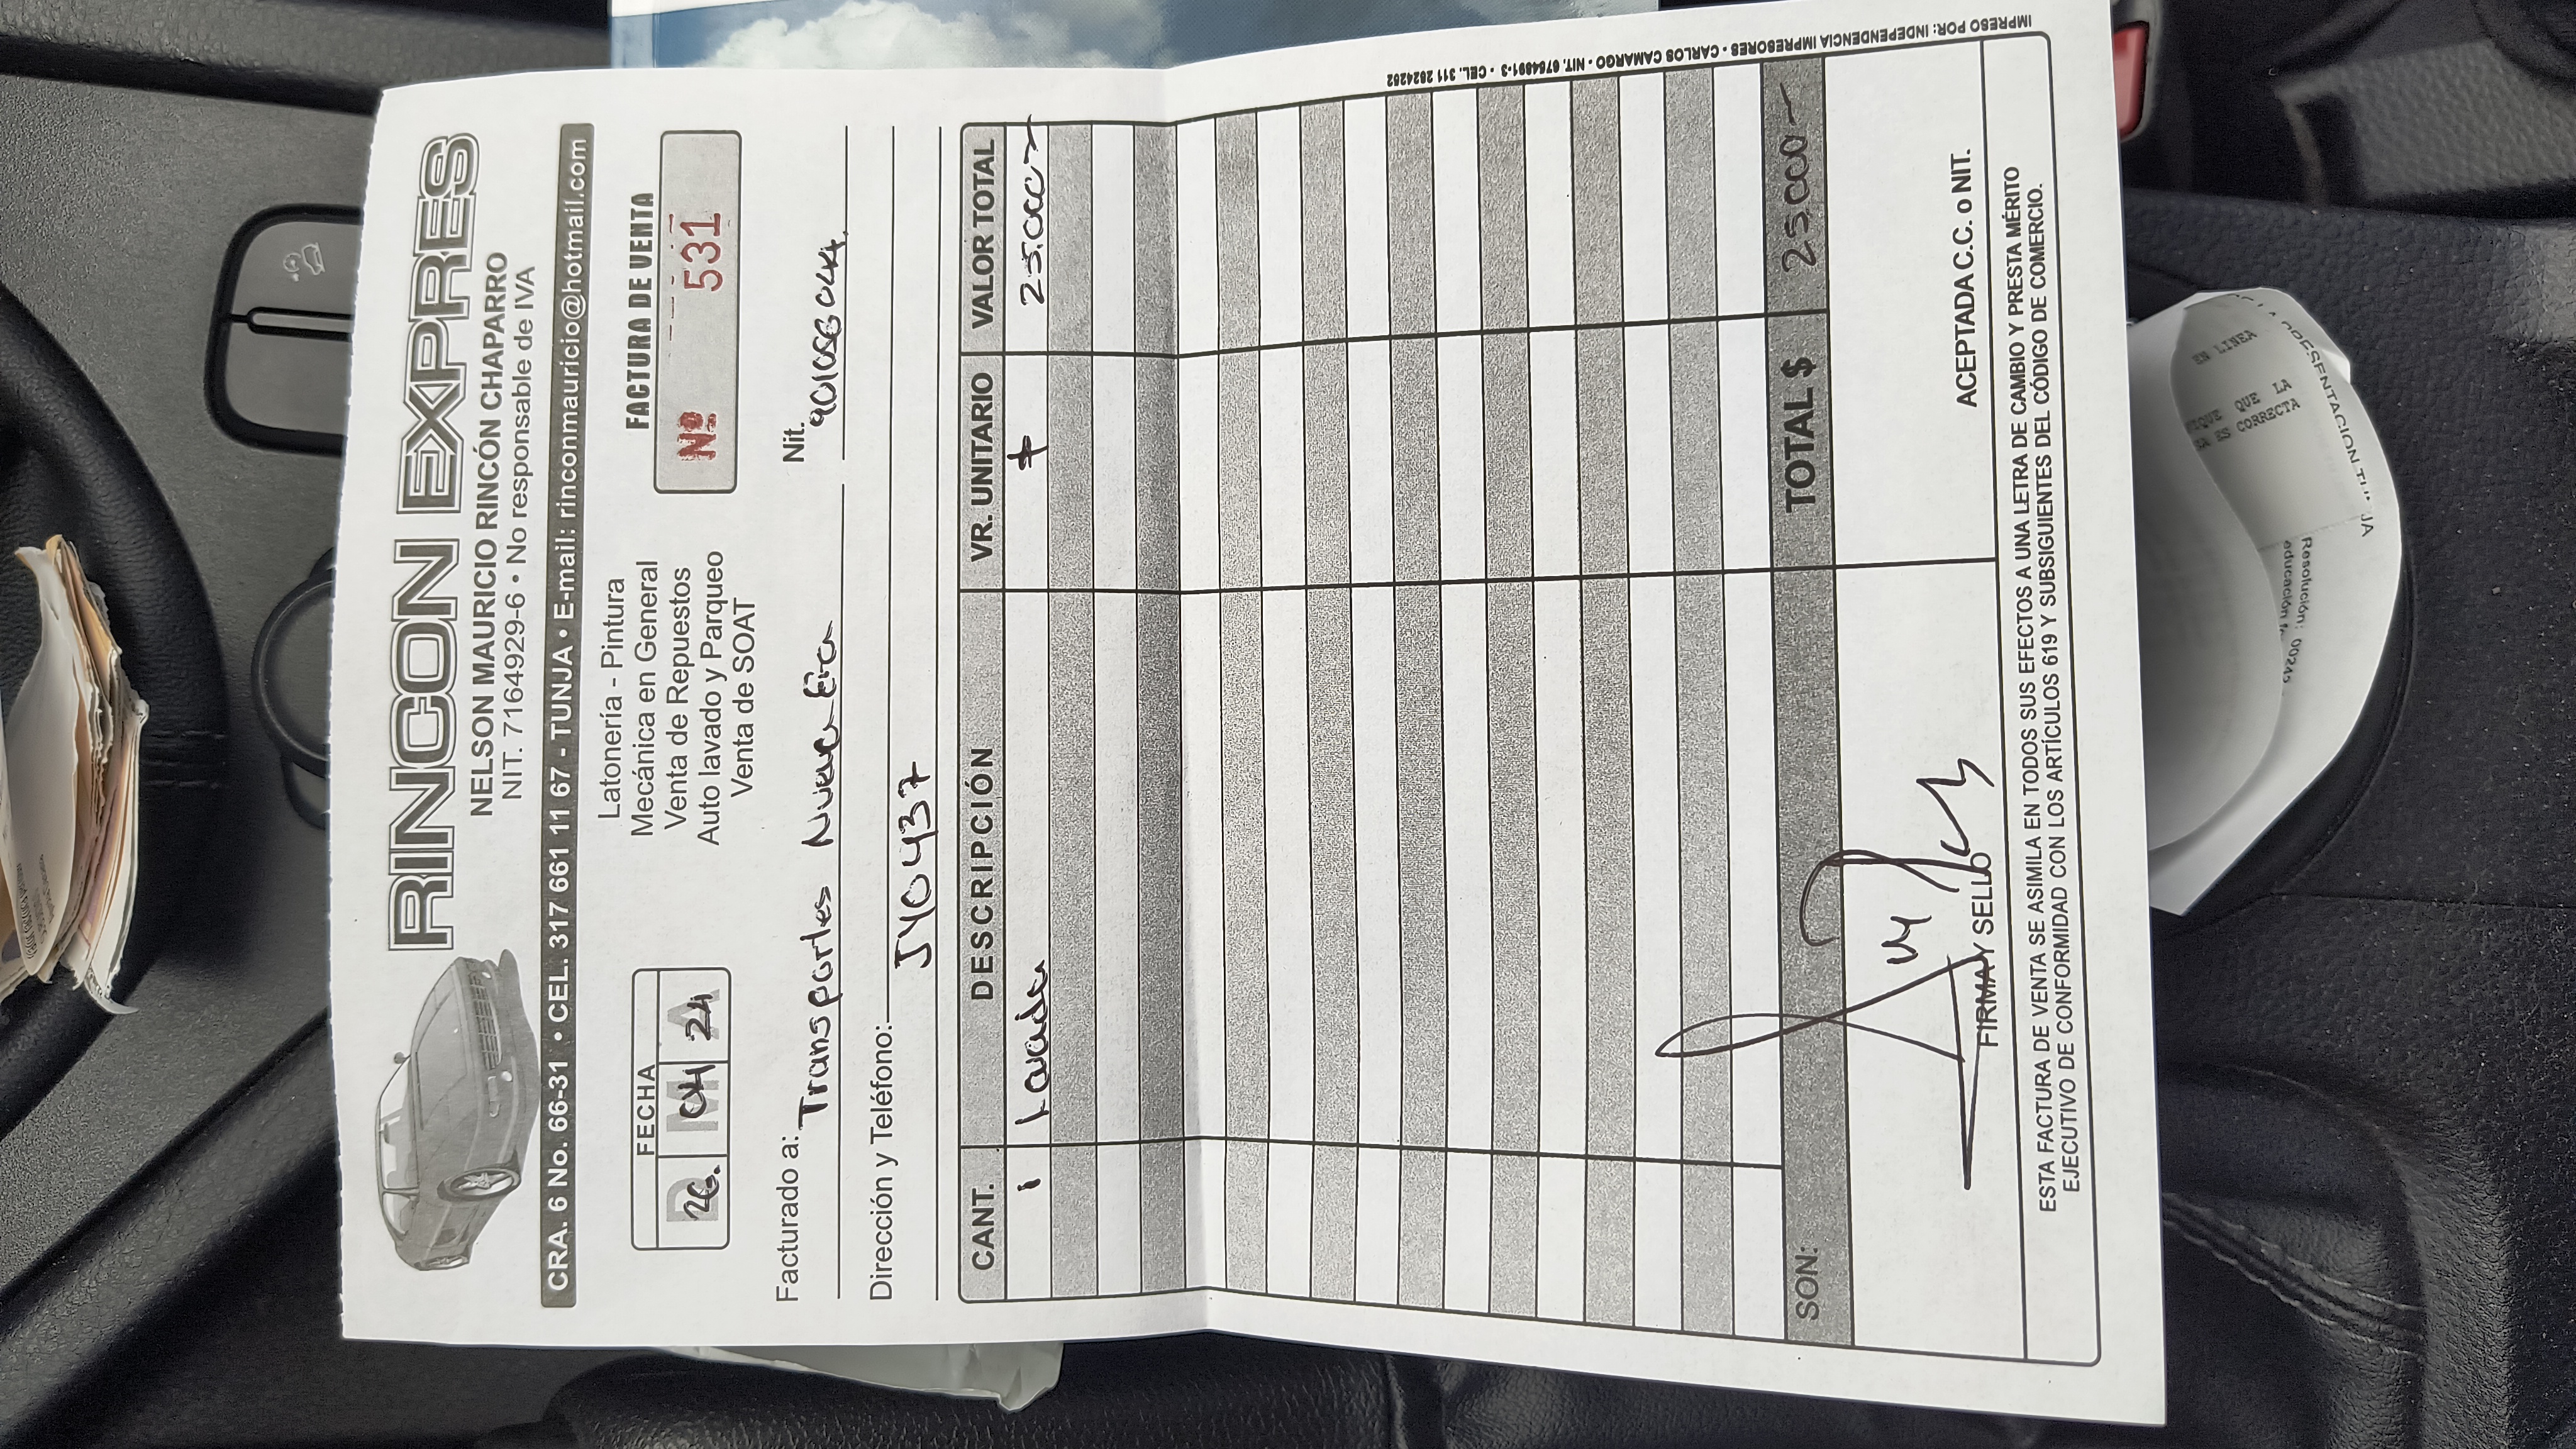 RINCON EXPRES
NELSON MAURICIO RINCÓN CHAPARRO
NIT. 7164929-6 • No responsable de IVA
CRA. 6 No. 66-31 • CEL. 317 661 11 67 - TUNJA • E-mail: rinconmauricio@hotmail.com
FECHA
D M A
26. 04 24
Latonería - Pintura
Mecánica en General
Venta de Repuestos
Auto lavado y Parqueo
Venta de SOAT
FACTURA DE VENTA
Nº 531
Facturado a: Transportes Nueva Era
Nit.
Dirección y Teléfono:
JYO437
CANT. DESCRIPCIÓN VR. UNITARIO VALOR TOTAL
1 Lavada 25.000
SON: TOTAL $ 25000
FIRMA Y SELLO
ACEPTADA C.C. o NIT.
ESTA FACTURA DE VENTA SE ASIMILA EN TODOS SUS EFECTOS A UNA LETRA DE CAMBIO Y PRESTA MÉRITO
EJECUTIVO DE CONFORMIDAD CON LOS ARTÍCULOS 619 Y SUBSIGUIENTES DEL CÓDIGO DE COMERCIO.
IMPRESO POR: INDEPENDENCIA IMPRESORES • CARLOS CAMARGO • NIT. 6764691-3 • CEL. 311 2824262
EN LINEA
QUE LA
ES CORRECTA
Resolución: